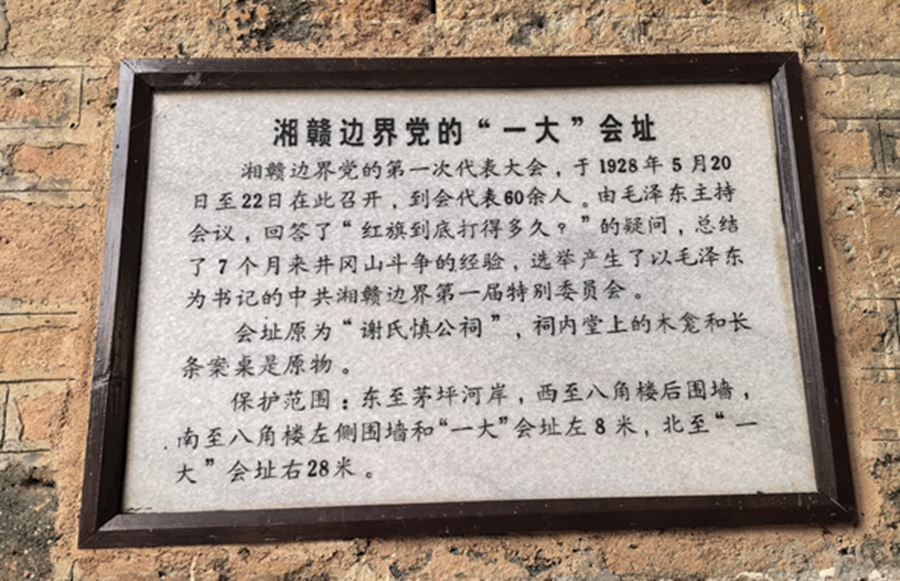 湘赣边界党的“一大”会址
湘赣边界党的第一次代表大会，于1928年5月20
日至22日在此召开，到会代表60余人。由毛泽东主持
会议，回答了“红旗到底打得多久？”的疑问，总结
了7个月来井冈山斗争的经验，选举产生了以毛泽东
为书记的中共湘赣边界第一届特别委员会。
会址原为“谢氏慎公祠”，祠内堂上的木龛和长
条案桌是原物。
保护范围：东至茅坪河岸，西至八角楼后围墙，
南至八角楼左侧围墙和“一大”会址左8米，北至“一
大”会址右28米。